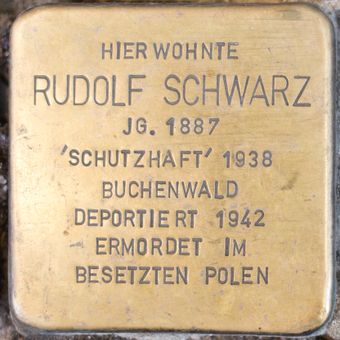 HIER WOHNTE
RUDOLF SCHWARZ
JG. 1887
'SCHUTZHAFT' 1938
BUCHENWALD
DEPORTIERT 1942
ERMORDET IM
BESETZTEN POLEN